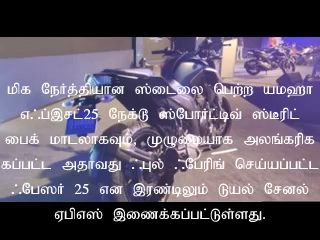 மிக நேர்த்தியான ஸ்டைலை பெற்ற யமஹா
எஃப்இசட்25 நேக்டு ஸ்போர்ட்டிவ் ஸ்டீரிட்
பைக் மாடலாகவும், முழுமையாக அலங்கரிக
கப்பட்ட அதாவது ஃபுல் ஃபேரிங் செய்யப்பட்ட
ஃபேஸர் 25 என இரண்டிலும் டுயல் சேனல்
ஏபிஎஸ் இணைக்கப்பட்டுள்ளது.